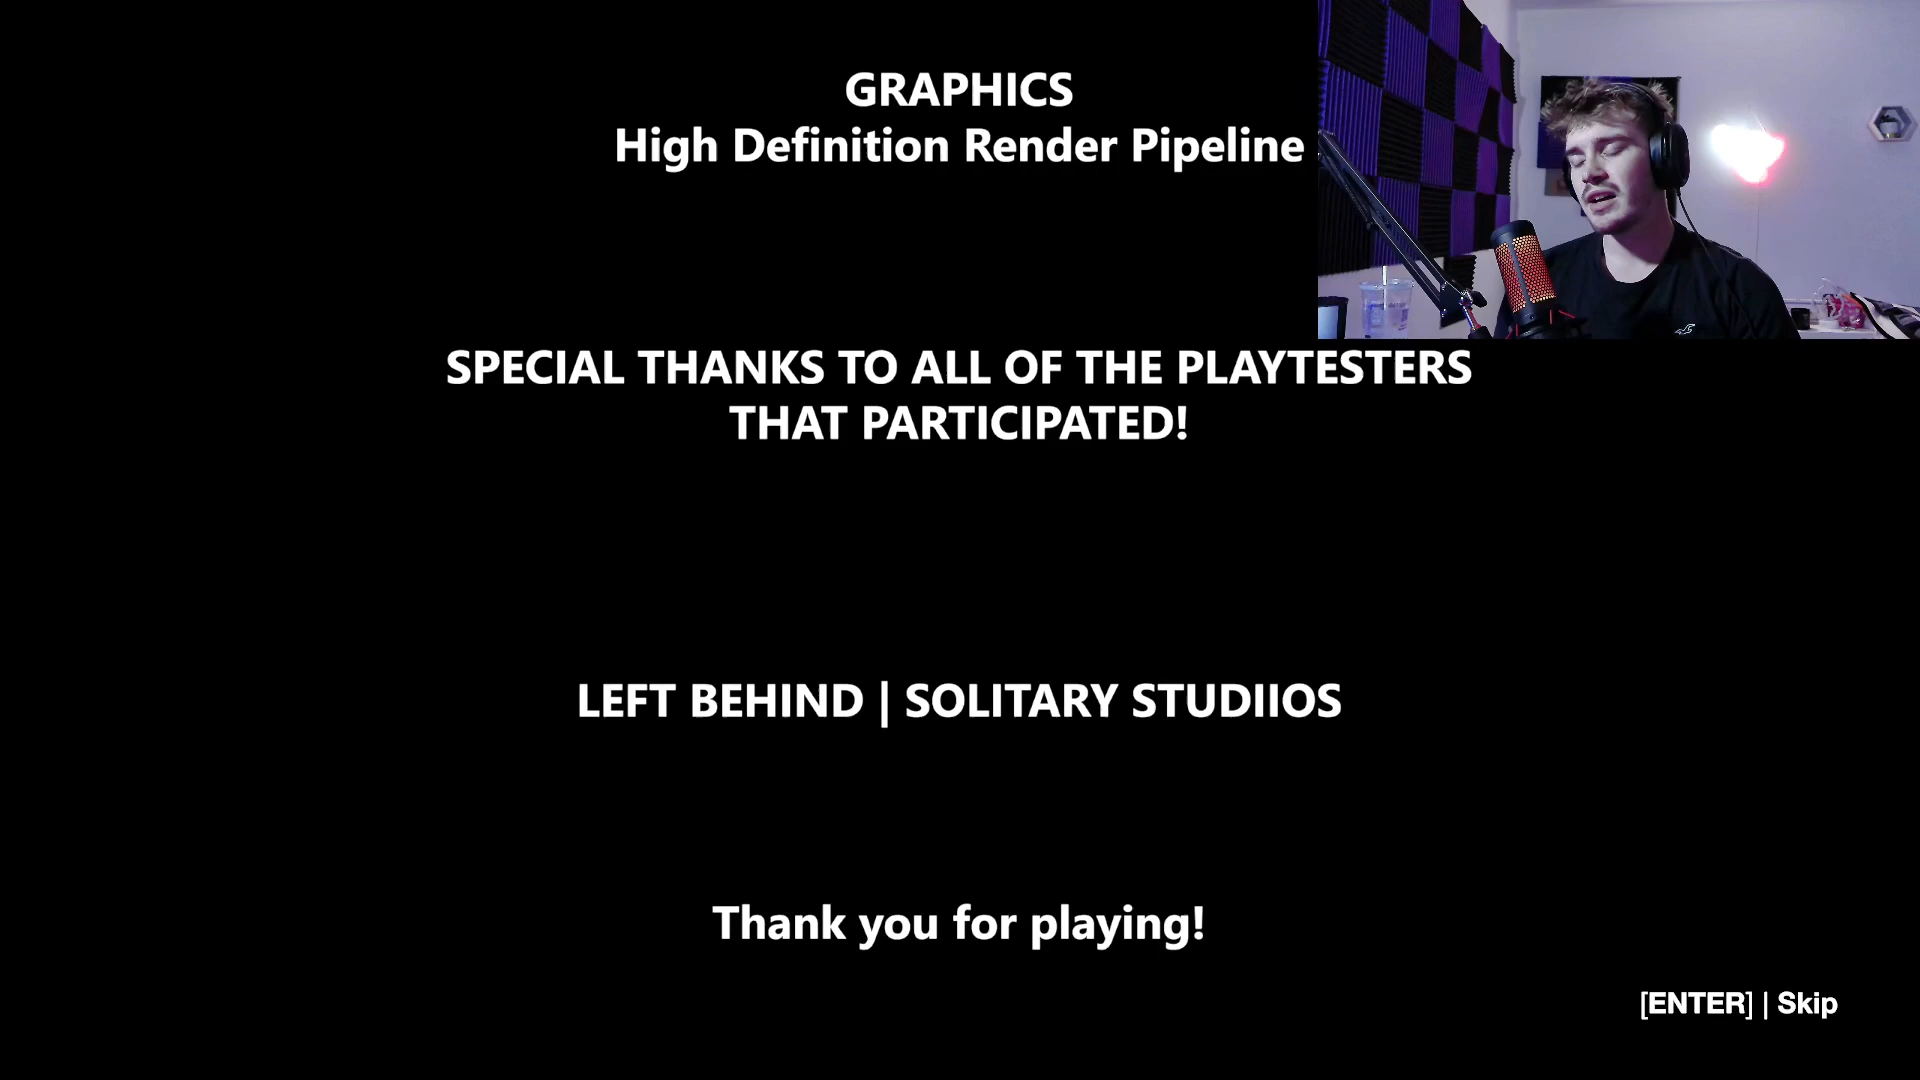 GRAPHICS
High Definition Render Pipeline
SPECIAL THANKS TO ALL OF THE PLAYTESTERS
THAT PARTICIPATED!
LEFT BEHIND | SOLITARY STUDIIOS
Thank you for playing!
[ENTER] | Skip